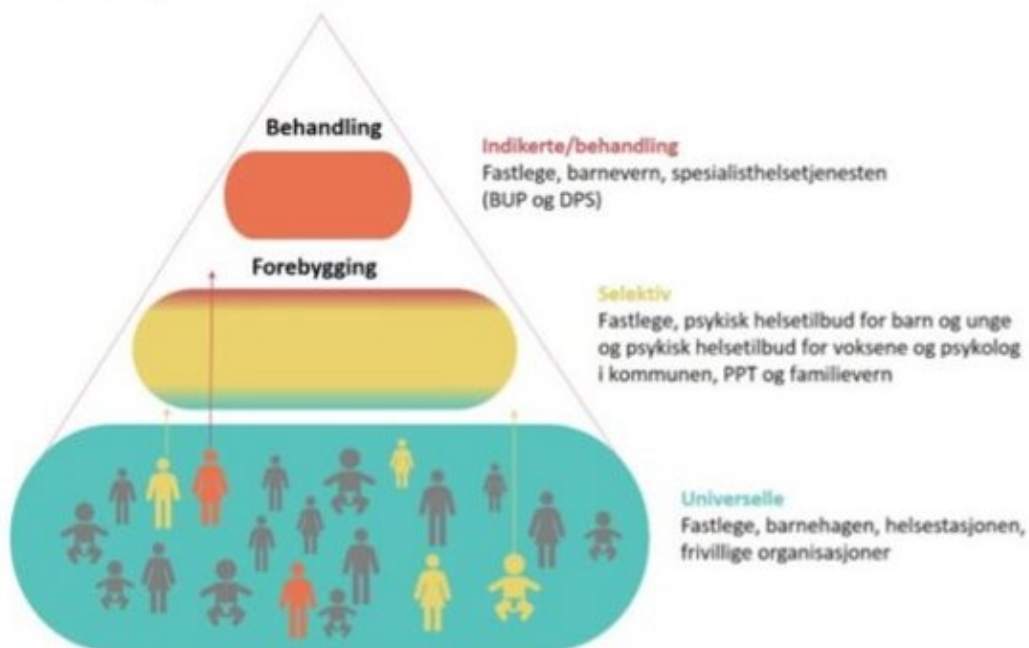 Behandling
Indikerte/behandling
Fastlege, barnevern, spesialisthelsetjenesten
(BUP og DPS)
Forebygging
Selektiv
Fastlege, psykisk helsetilbud for barn og unge
og psykisk helsetilbud for voksene og psykolog
i kommunen, PPT og familievern
Universelle
Fastlege, barnehagen, helsestasjonen,
frivillige organisasjoner